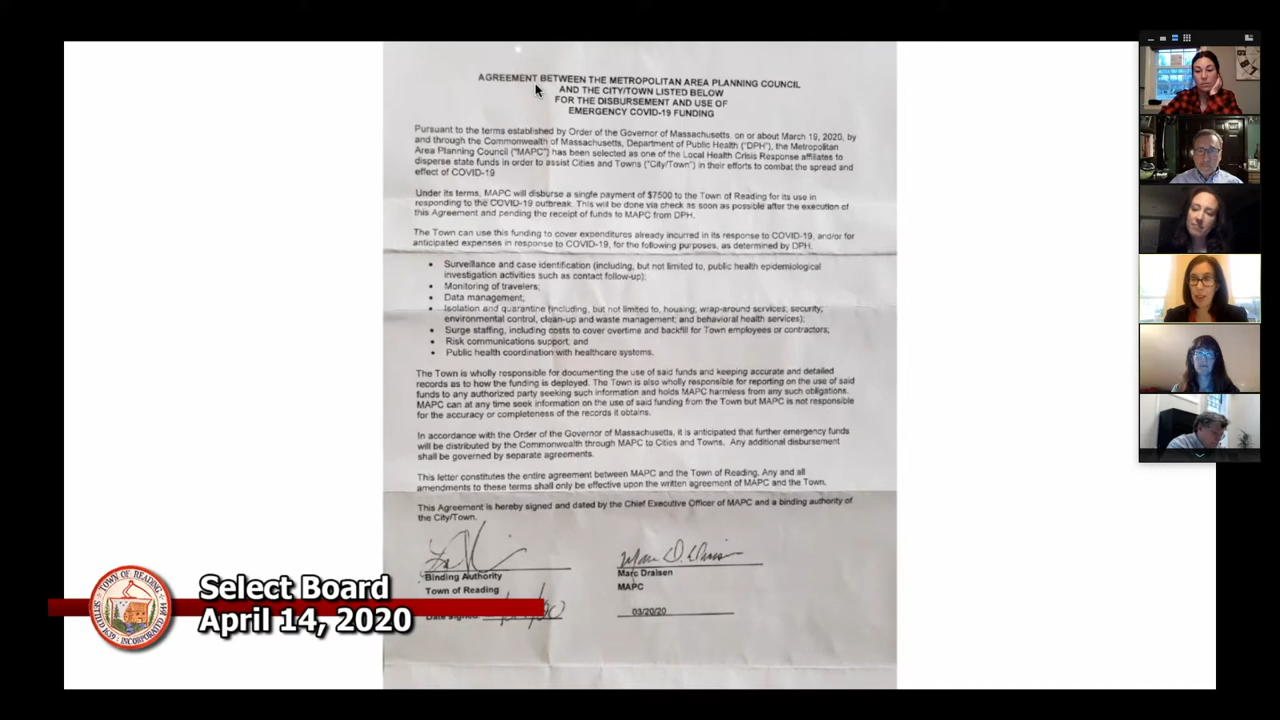 AGREEMENT BETWEEN THE METROPOLITAN AREA PLANNING COUNCIL
AND THE CITY/TOWN LISTED BELOW
FOR THE DISBURSEMENT AND USE OF
EMERGENCY COVID-19 FUNDING
Pursuant to the terms established by Order of the Governor of Massachusetts, on or about March 19, 2020, by
and through the Commonwealth of Massachusetts, Department of Public Health ("DPH"), the Metropolitan
Area Planning Council ("MAPC") has been selected as one of the Local Health Crisis Response affiliates to
disperse state funds in order to assist Cities and Towns ("City/Town") in their efforts to combat the spread and
effect of COVID-19
Under its terms, MAPC will disburse a single payment of $7500 to the Town of Reading for its use in
responding to the COVID-19 outbreak. This will be done via check as soon as possible after the execution of
this Agreement and pending the receipt of funds to MAPC from DPH.
The Town can use this funding to cover expenditures already incurred in its response to COVID-19, and/or for
anticipated expenses in response to COVID-19, for the following purposes, as determined by DPH.
• Surveillance and case identification (including, but not limited to, public health epidemiological
investigation activities such as contact follow-up);
• Monitoring of travelers;
• Data management;
• Isolation and quarantine (including, but not limited to, housing; wrap-around services; security;
environmental control, clean-up and waste management; and behavioral health services);
• Surge staffing, including costs to cover overtime and backfill for Town employees or contractors;
• Risk communications support; and
• Public health coordination with healthcare systems.
The Town is wholly responsible for documenting the use of said funds and keeping accurate and detailed
records as to how the funding is deployed. The Town is also wholly responsible for reporting on the use of said
funds to any authorized party seeking such information and holds MAPC harmless from any such obligations.
MAPC can at any time seek information on the use of said funding from the Town but MAPC is not responsible
for the accuracy or completeness of the records it obtains.
In accordance with the Order of the Governor of Massachusetts, it is anticipated that further emergency funds
will be distributed by the Commonwealth through MAPC to Cities and Towns. Any additional disbursement
shall be governed by separate agreements.
This letter constitutes the entire agreement between MAPC and the Town of Reading. Any and all
amendments to these terms shall only be effective upon the written agreement of MAPC and the Town.
This Agreement is hereby signed and dated by the Chief Executive Officer of MAPC and a binding authority of
the City/Town.
Binding Authority
Town of Reading
Date signed
Marc Draisen
MAPC
03/20/20
TOWN OF READING
SETTLED 1639 · INCORPORATED 1644
Select Board
April 14, 2020